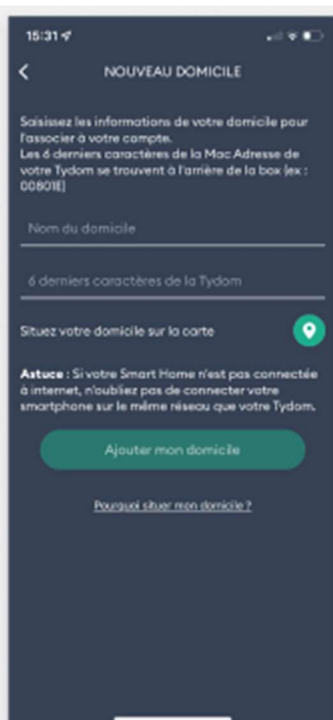 15:31
NOUVEAU DOMICILE
Saisissez les informations de votre domicile pour
l'associer à votre compte.
Les 6 derniers caractères de la Mac Adresse de
votre Tydom se trouvent à l'arrière de la box (ex :
00801E)
Nom du domicile
6 derniers caractères de la Tydom
Situez votre domicile sur la carte
Astuce : Si votre Smart Home n'est pas connectée
à internet, n'oubliez pas de connecter votre
smartphone sur le même réseau que votre Tydom.
Ajouter mon domicile
Pourquoi situer mon domicile ?